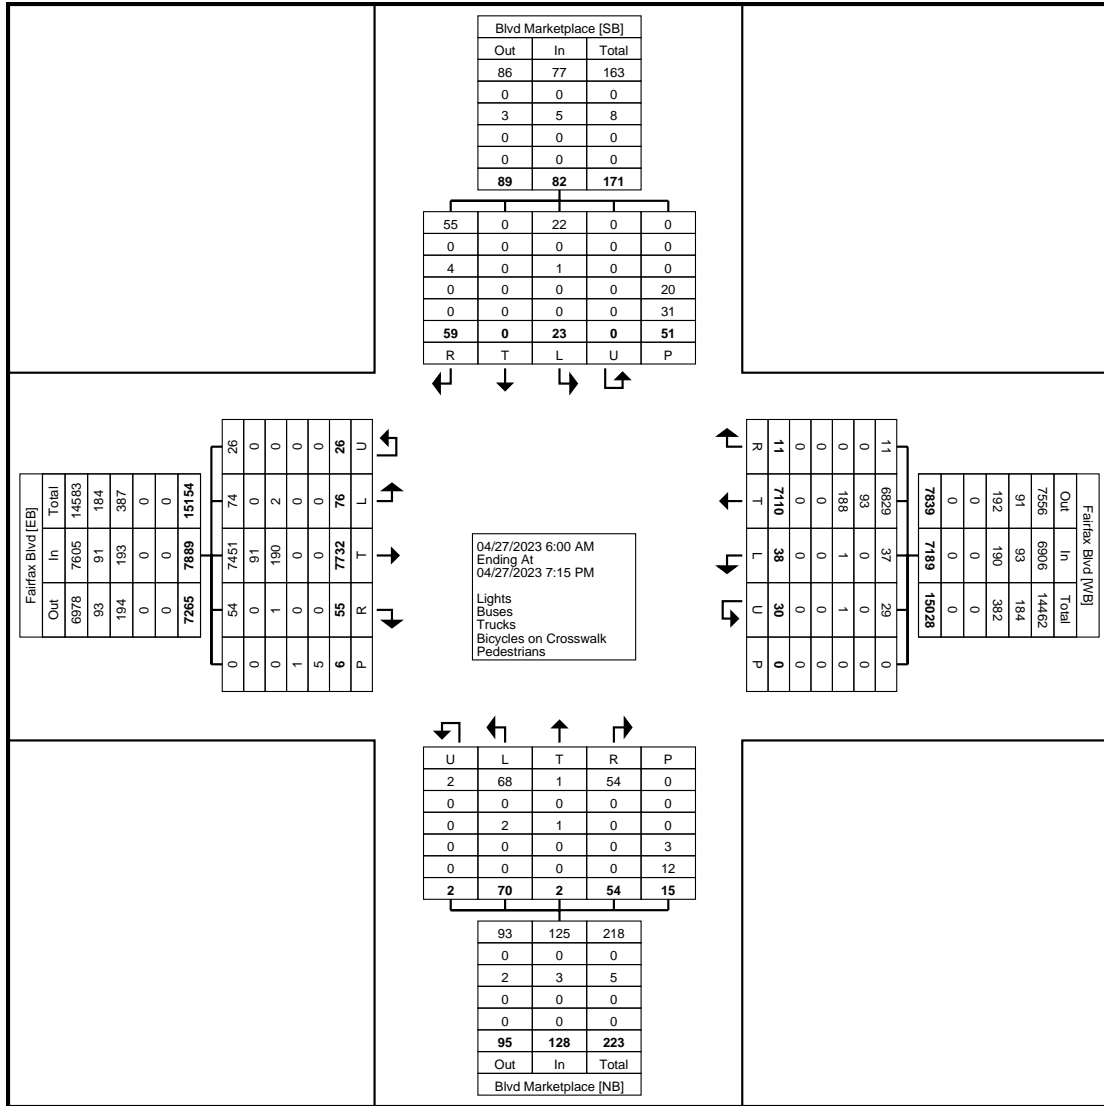 Blvd Marketplace [SB]
Out In Total
86 77 163
0 0 0
3 5 8
0 0 0
0 0 0
89 82 171
55 0 22 0 0
0 0 0 0 0
4 0 1 0 0
0 0 0 0 20
0 0 0 0 31
59 0 23 0 51
R T L U P
Fairfax Blvd [EB]
Total 14583 184 387 0 0 15154
In 7605 91 193 0 0 7889
Out 6978 93 194 0 0 7265
26 0 0 0 0 26 U
74 0 2 0 0 76 L
7451 91 190 0 0 7732 T
54 0 1 0 0 55 R
0 0 0 1 5 6 P
04/27/2023 6:00 AM
Ending At
04/27/2023 7:15 PM
Lights
Buses
Trucks
Bicycles on Crosswalk
Pedestrians
R 11 0 0 0 0 11
T 7110 0 0 188 93 6829
L 38 0 0 1 0 37
U 30 0 0 1 0 29
P 0 0 0 0 0 0
7839 0 0 192 91 7556 Out
7189 0 0 190 93 6906 In
15028 0 0 382 184 14462 Total
Fairfax Blvd [WB]
U L T R P
2 68 1 54 0
0 0 0 0 0
0 2 1 0 0
0 0 0 0 3
0 0 0 0 12
2 70 2 54 15
93 125 218
0 0 0
2 3 5
0 0 0
0 0 0
95 128 223
Out In Total
Blvd Marketplace [NB]